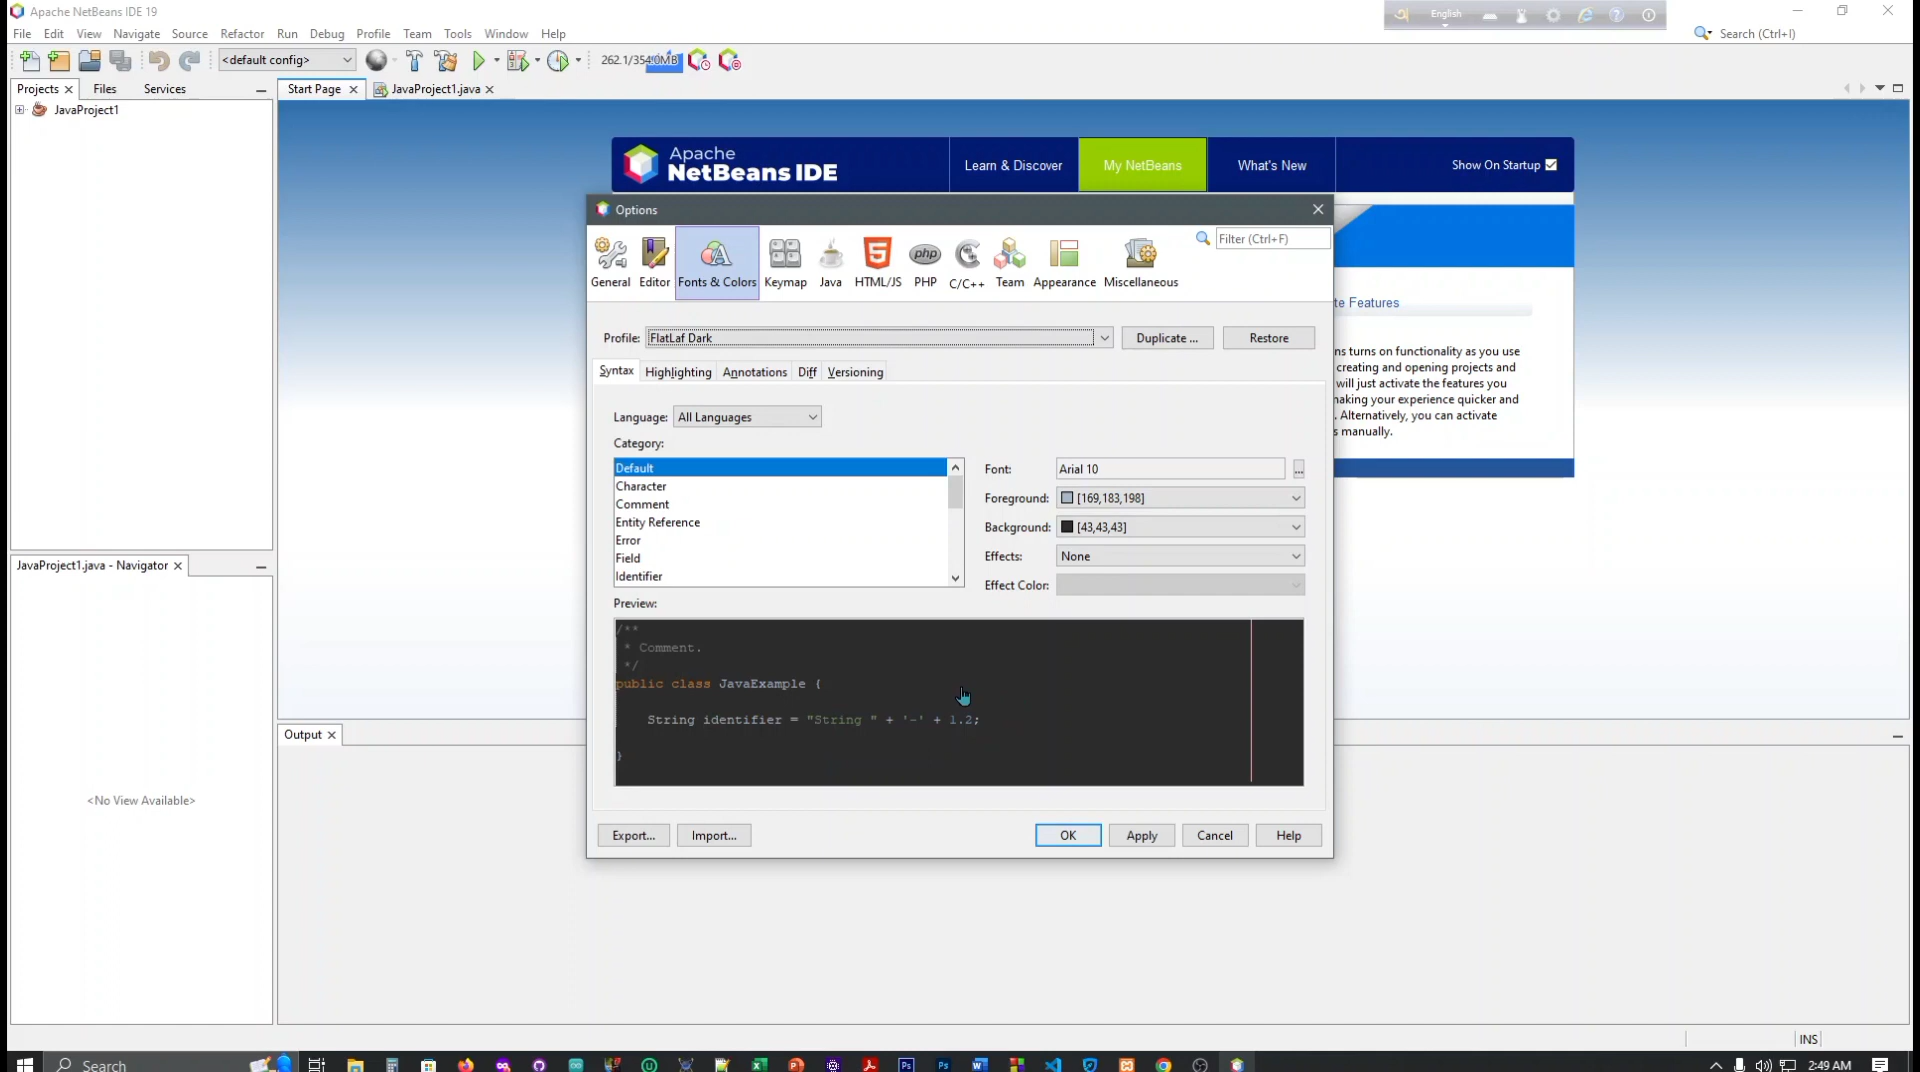 Apache NetBeans IDE 19
English
File Edit View Navigate Source Refactor Run Debug Profile Team Tools Window Help
Search (Ctrl+I)
<default config>
262.1/354.0MB
Projects Files Services
Start Page JavaProject1.java
JavaProject1
Apache
NetBeans IDE
Learn & Discover
My NetBeans
What's New
Show On Startup
Options
General Editor Fonts & Colors Keymap Java HTML/JS php PHP C/C++ Team Appearance Miscellaneous
Filter (Ctrl+F)
te Features
ns turns on functionality as you use
creating and opening projects and
will just activate the features you
naking your experience quicker and
. Alternatively, you can activate
s manually.
Profile: FlatLaf Dark
Duplicate ...
Restore
Syntax Highlighting Annotations Diff Versioning
Language: All Languages
Category:
Default
Character
Comment
Entity Reference
Error
Field
Identifier
Font: Arial 10 ...
Foreground: [169,183,198]
Background: [43,43,43]
Effects: None
Effect Color:
Preview:
/**
* Comment.
*/
public class JavaExample {
String identifier = "String " + '-' + 1.2;
}
Export... Import... OK Apply Cancel Help
JavaProject1.java - Navigator
<No View Available>
Output
INS
Search
2:49 AM